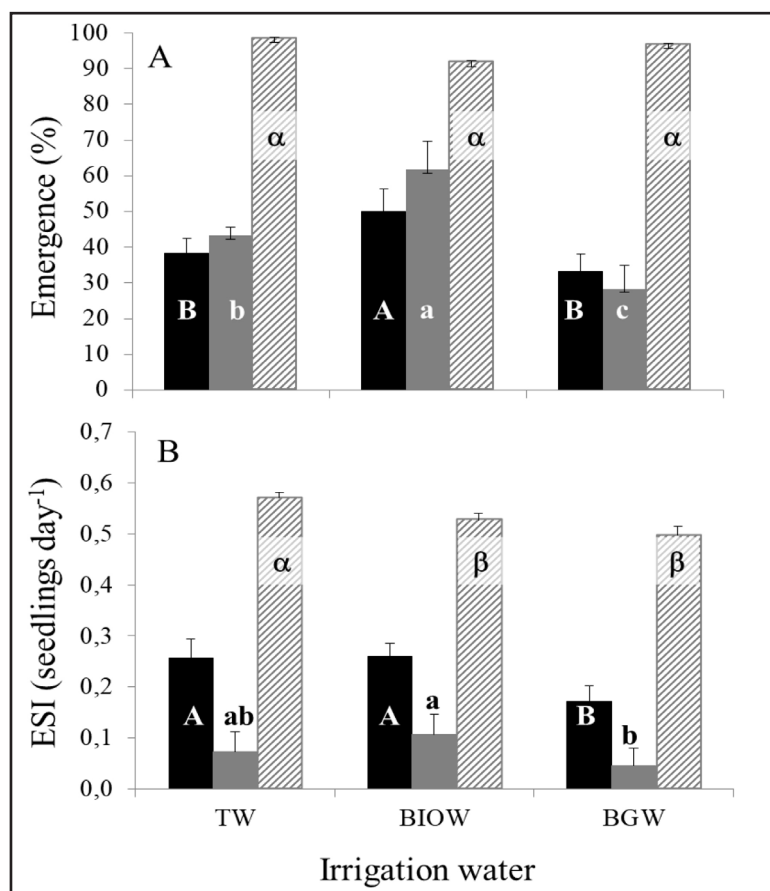 A
Emergence (%)
100
90
80
70
60
50
40
30
20
10
0
B
b
α
A
a
α
B
c
α
B
ESI (seedlings day-1)
0,7
0,6
0,5
0,4
0,3
0,2
0,1
0,0
A
ab
α
A
a
β
B
b
β
TW
BIOW
BGW
Irrigation water